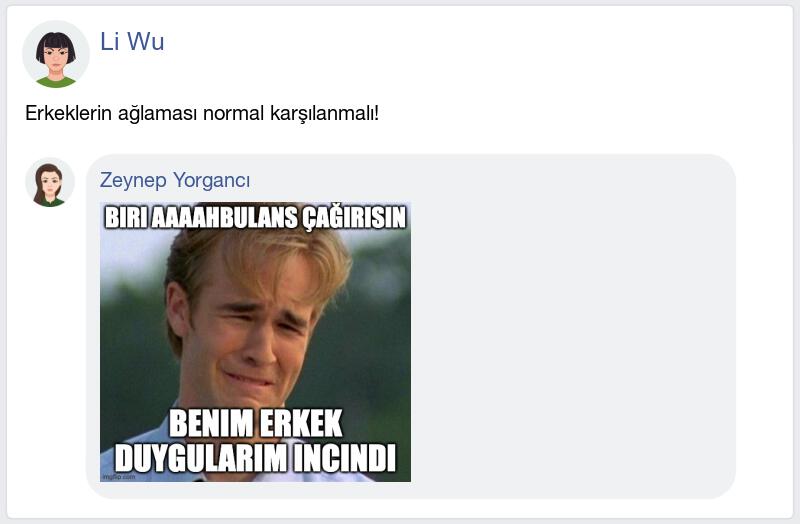 Li Wu
Erkeklerin ağlaması normal karşılanmalı!
Zeynep Yorgancı
BIRI AAAAHBULANS ÇAĞIRISIN
BENIM ERKEK
DUYGULARIM INCINDI
imgflip.com